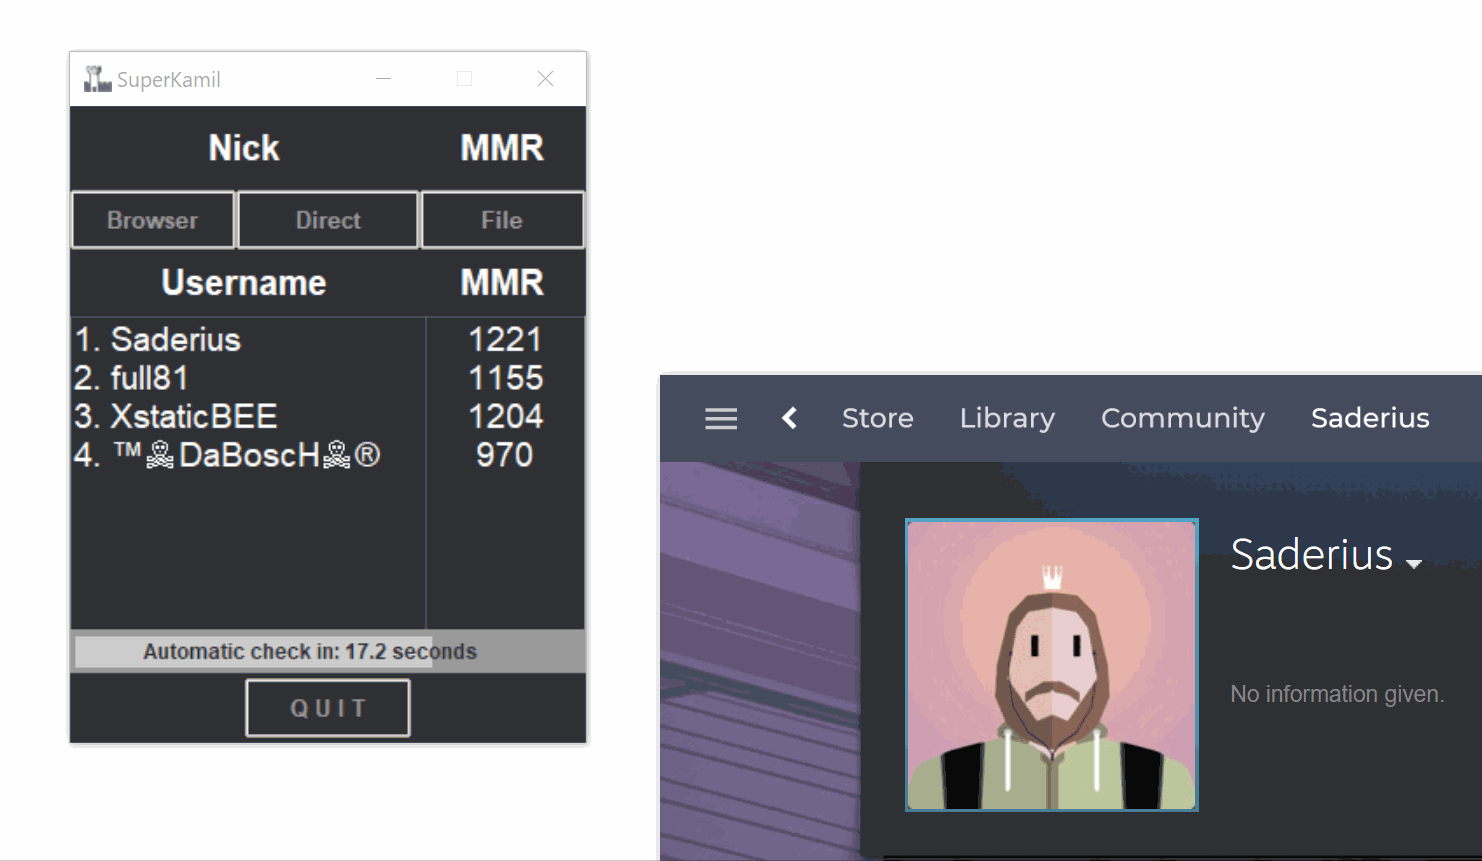 SuperKamil
Nick MMR
Browser Direct File
Username MMR
1. Saderius 1221
2. full81 1155
3. XstaticBEE 1204
4. ™☠DaBoscH☠® 970
Automatic check in: 17.2 seconds
QUIT
Store Library Community Saderius
Saderius
No information given.